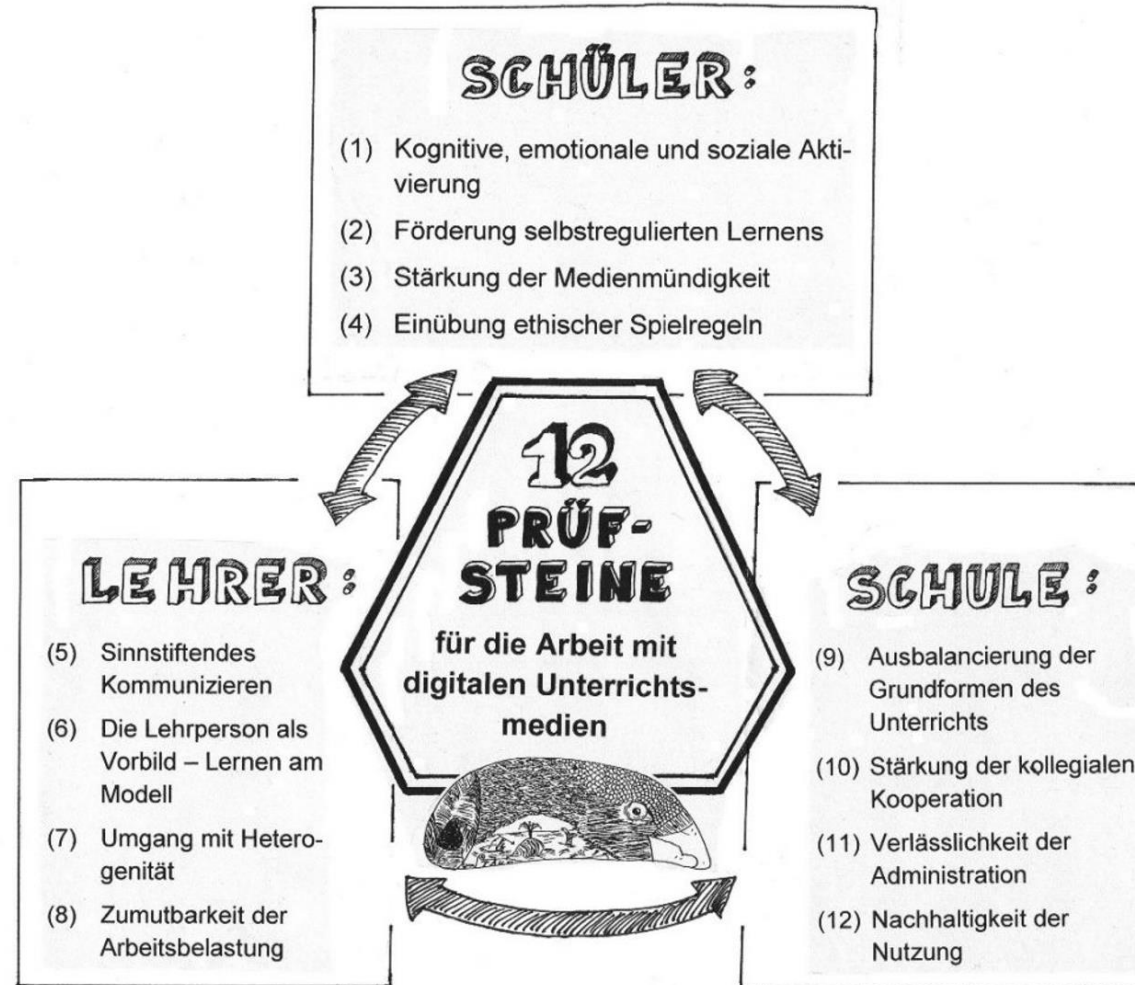 SCHÜLER:
(1) Kognitive, emotionale und soziale Akti-
vierung
(2) Förderung selbstregulierten Lernens
(3) Stärkung der Medienmündigkeit
(4) Einübung ethischer Spielregeln
12
PRÜF-
STEINE
für die Arbeit mit
digitalen Unterrichts-
medien
LEHRER:
(5) Sinnstiftendes
Kommunizieren
(6) Die Lehrperson als
Vorbild – Lernen am
Modell
(7) Umgang mit Hetero-
genität
(8) Zumutbarkeit der
Arbeitsbelastung
SCHULE:
(9) Ausbalancierung der
Grundformen des
Unterrichts
(10) Stärkung der kollegialen
Kooperation
(11) Verlässlichkeit der
Administration
(12) Nachhaltigkeit der
Nutzung